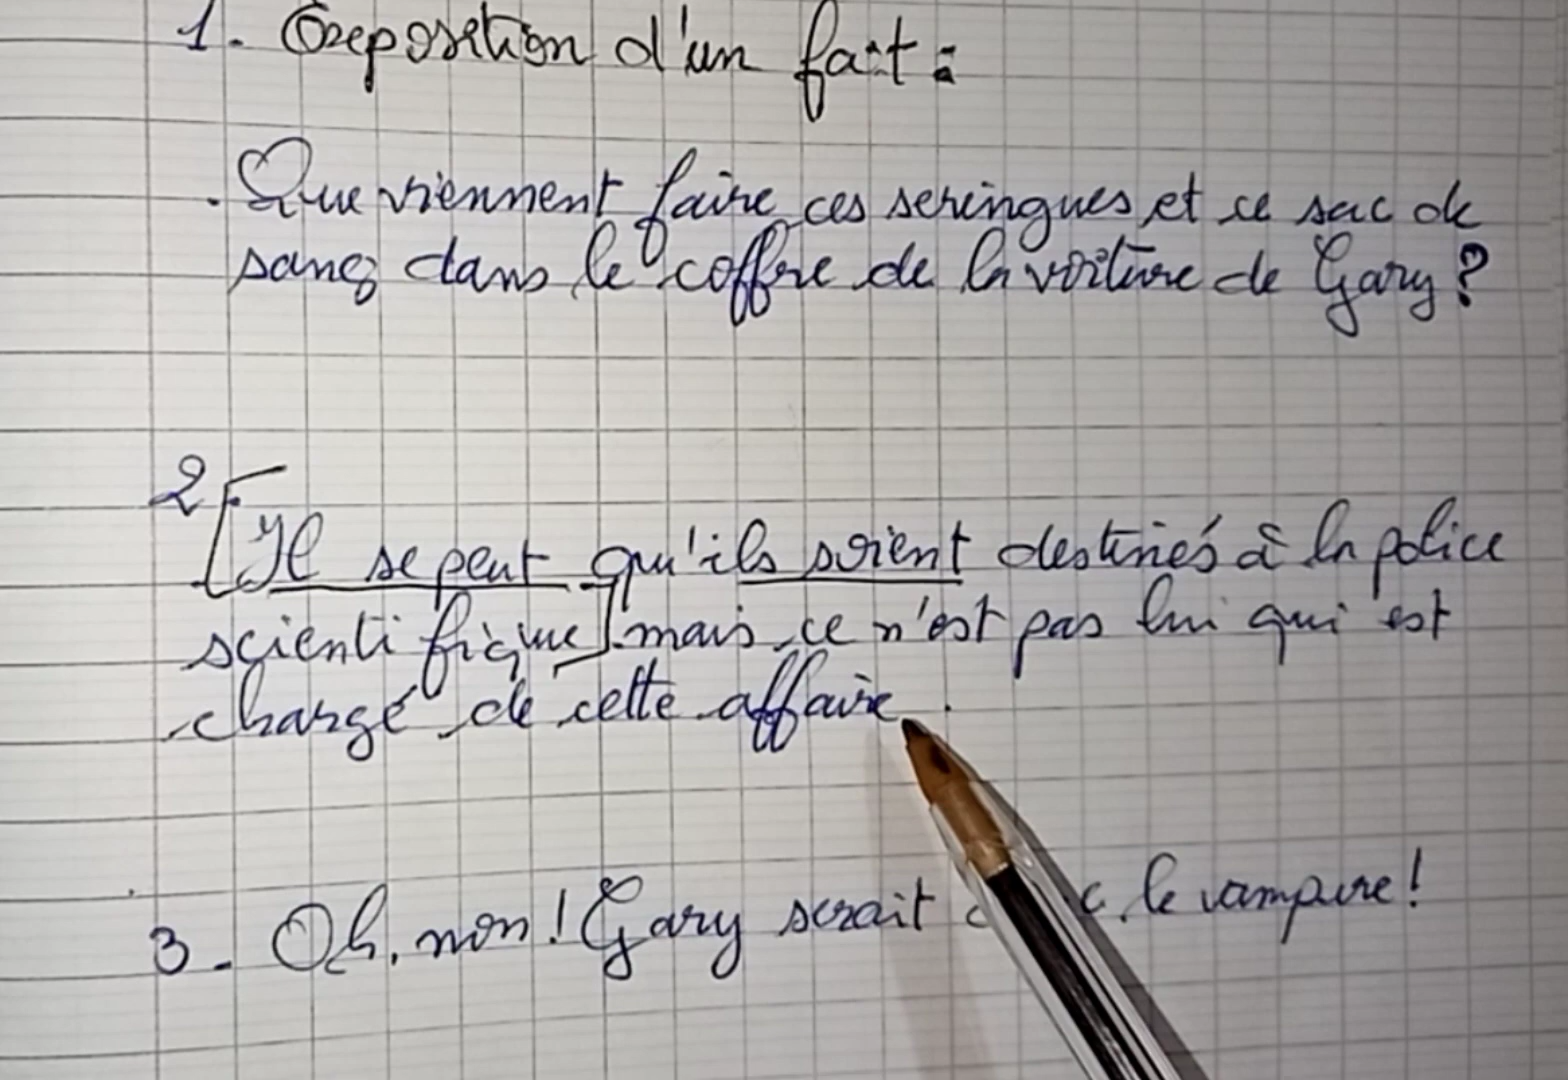 1. Exposition d'un fait :
. Que viennent faire ces seringues et ce sac de
sang dans le coffre de la voiture de Gary ?
2 [Il se peut qu'ils soient destinés à la police
scientifique] mais ce n'est pas lui qui est
chargé de cette affaire.
3. Oh, non ! Gary serait le vampire !